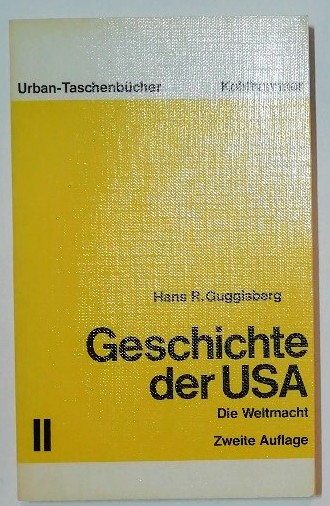 Urban-Taschenbücher Kohlhammer
Hans R. Guggisberg
Geschichte
der USA
Die Weltmacht
II
Zweite Auflage